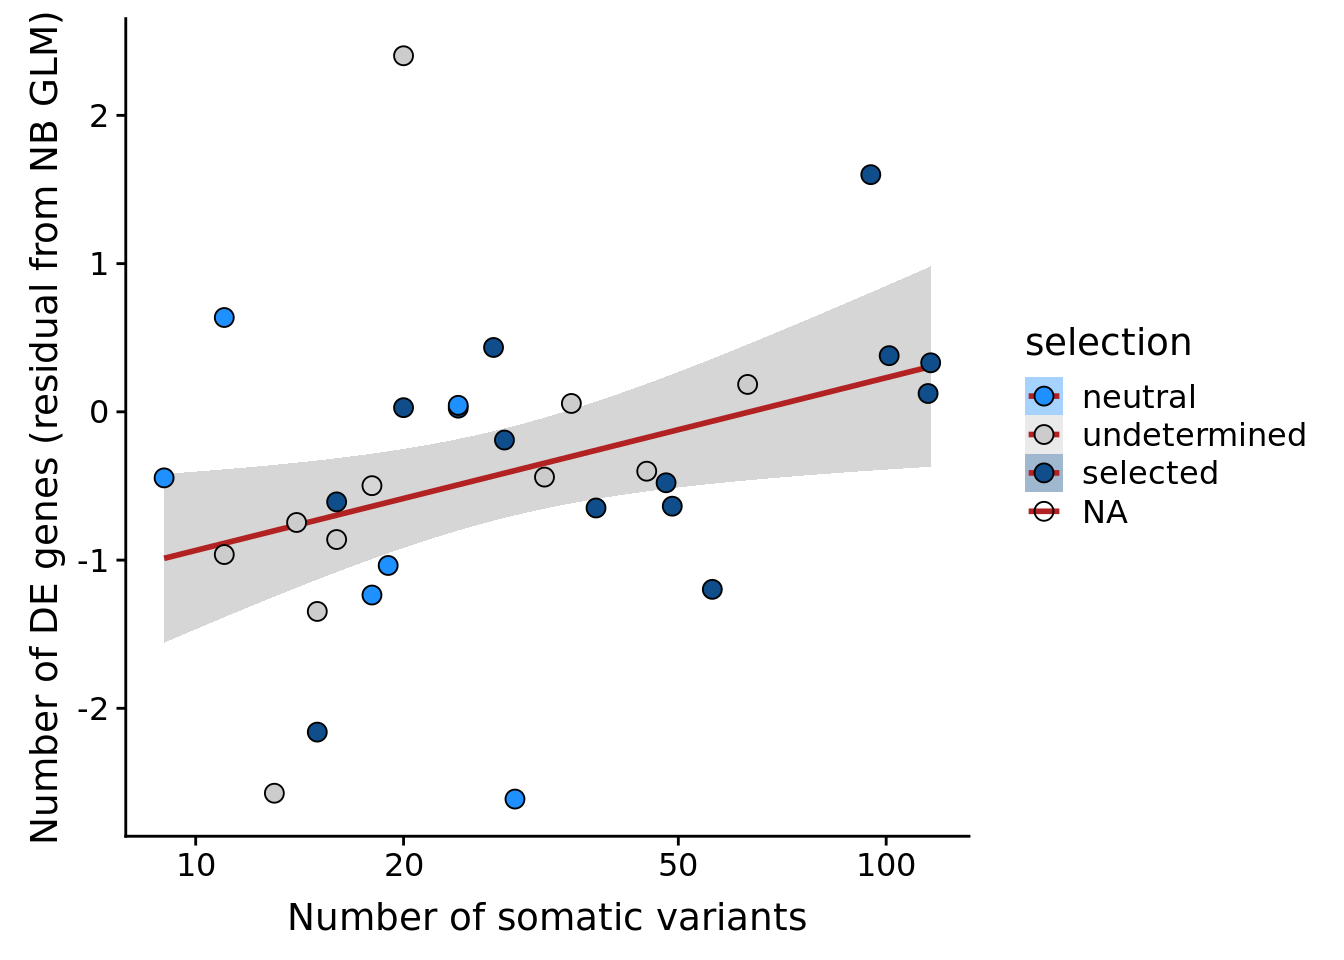 Number of DE genes (residual from NB GLM)
2
1
0
-1
-2
10 20 50 100
Number of somatic variants
selection
neutral
undetermined
selected
NA